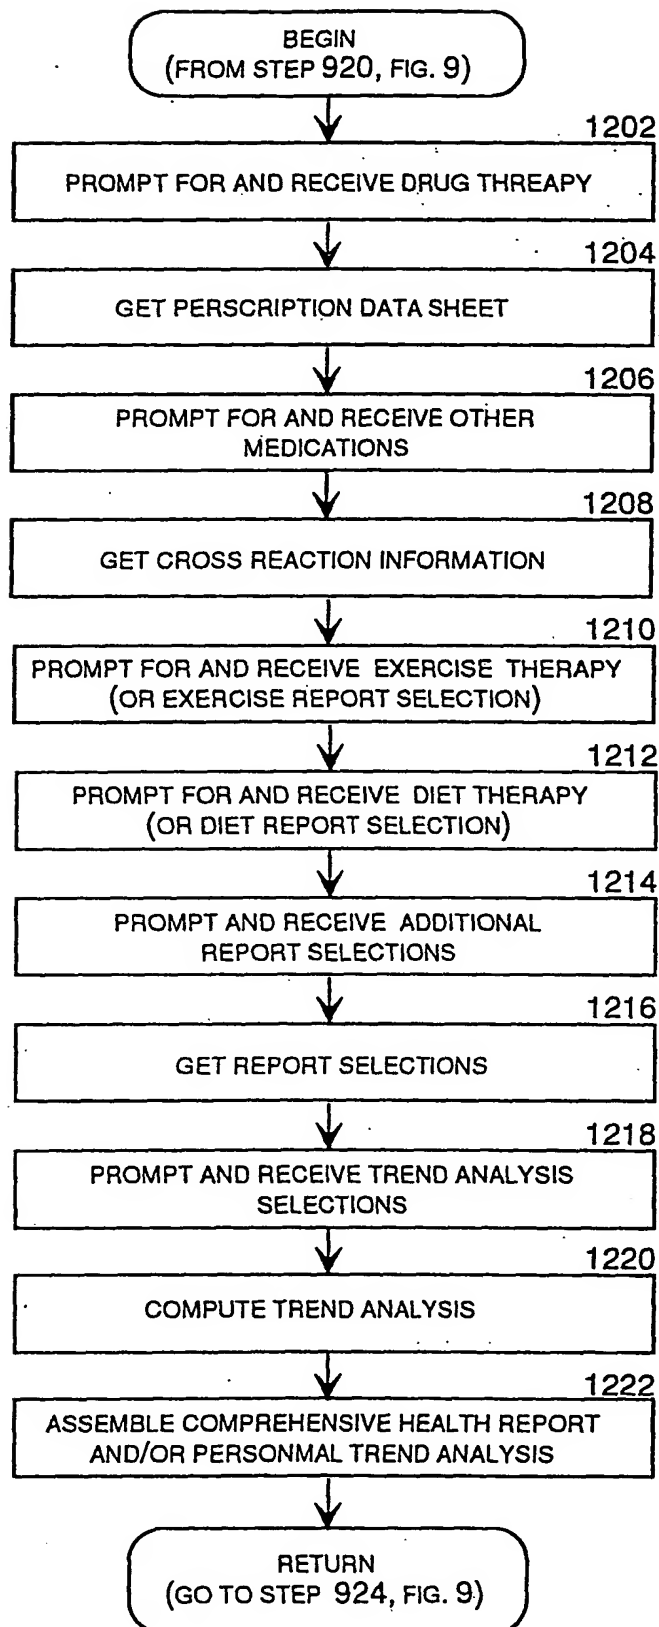 BEGIN
(FROM STEP 920, FIG. 9)
1202
PROMPT FOR AND RECEIVE DRUG THREAPY
1204
GET PERSCRIPTION DATA SHEET
1206
PROMPT FOR AND RECEIVE OTHER
MEDICATIONS
1208
GET CROSS REACTION INFORMATION
1210
PROMPT FOR AND RECEIVE EXERCISE THERAPY
(OR EXERCISE REPORT SELECTION)
1212
PROMPT FOR AND RECEIVE DIET THERAPY
(OR DIET REPORT SELECTION)
1214
PROMPT AND RECEIVE ADDITIONAL
REPORT SELECTIONS
1216
GET REPORT SELECTIONS
1218
PROMPT AND RECEIVE TREND ANALYSIS
SELECTIONS
1220
COMPUTE TREND ANALYSIS
1222
ASSEMBLE COMPREHENSIVE HEALTH REPORT
AND/OR PERSONMAL TREND ANALYSIS
RETURN
(GO TO STEP 924, FIG. 9)